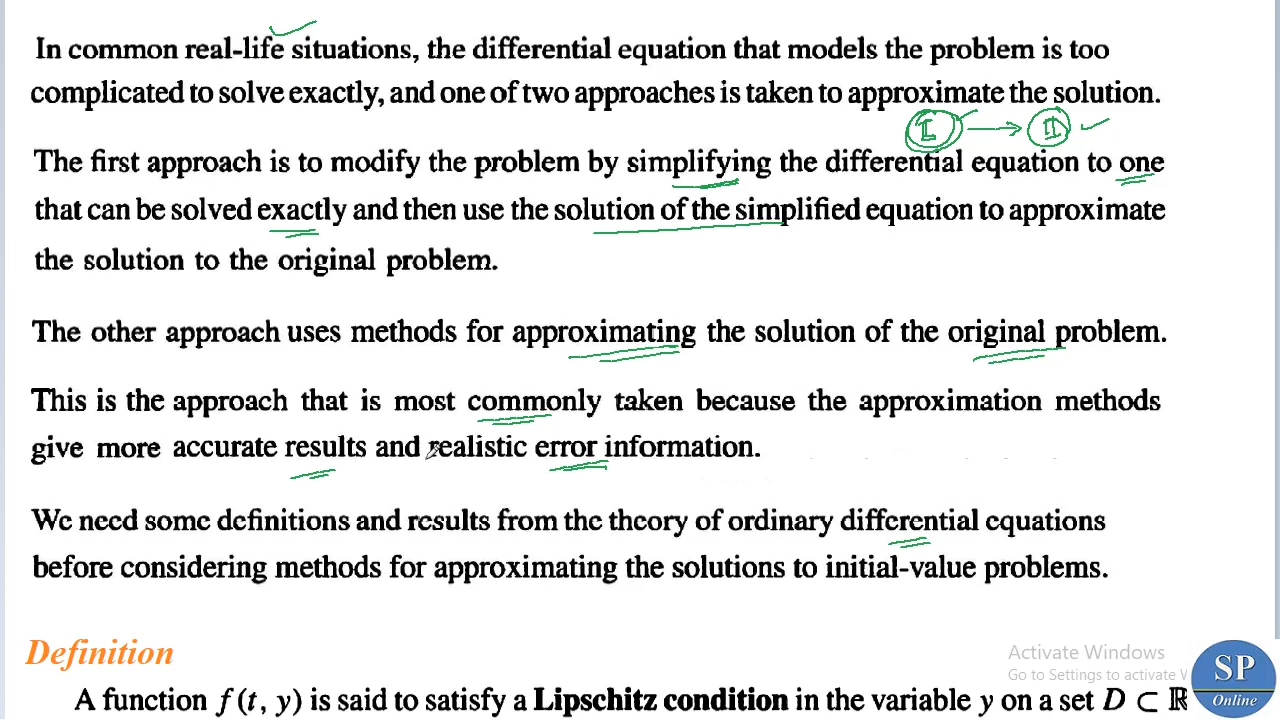 In common real-life situations, the differential equation that models the problem is too
complicated to solve exactly, and one of two approaches is taken to approximate the solution.
I → II
The first approach is to modify the problem by simplifying the differential equation to one
that can be solved exactly and then use the solution of the simplified equation to approximate
the solution to the original problem.
The other approach uses methods for approximating the solution of the original problem.
This is the approach that is most commonly taken because the approximation methods
give more accurate results and realistic error information.
We need some definitions and results from the theory of ordinary differential equations
before considering methods for approximating the solutions to initial-value problems.
Definition
Activate Windows
Go to Settings to activate W
SP
Online
A function f(t, y) is said to satisfy a Lipschitz condition in the variable y on a set D ⊂ ℝ